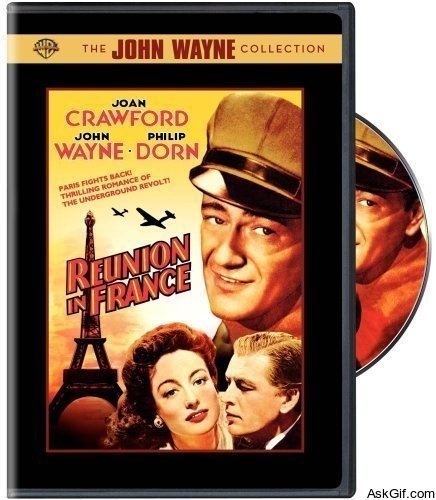 THE JOHN WAYNE COLLECTION
JOAN
CRAWFORD
JOHN PHILIP
WAYNE · DORN
PARIS FIGHTS BACK!
THRILLING ROMANCE OF
THE UNDERGROUND REVOLT!
REUNION
IN FRANCE
AskGif.com